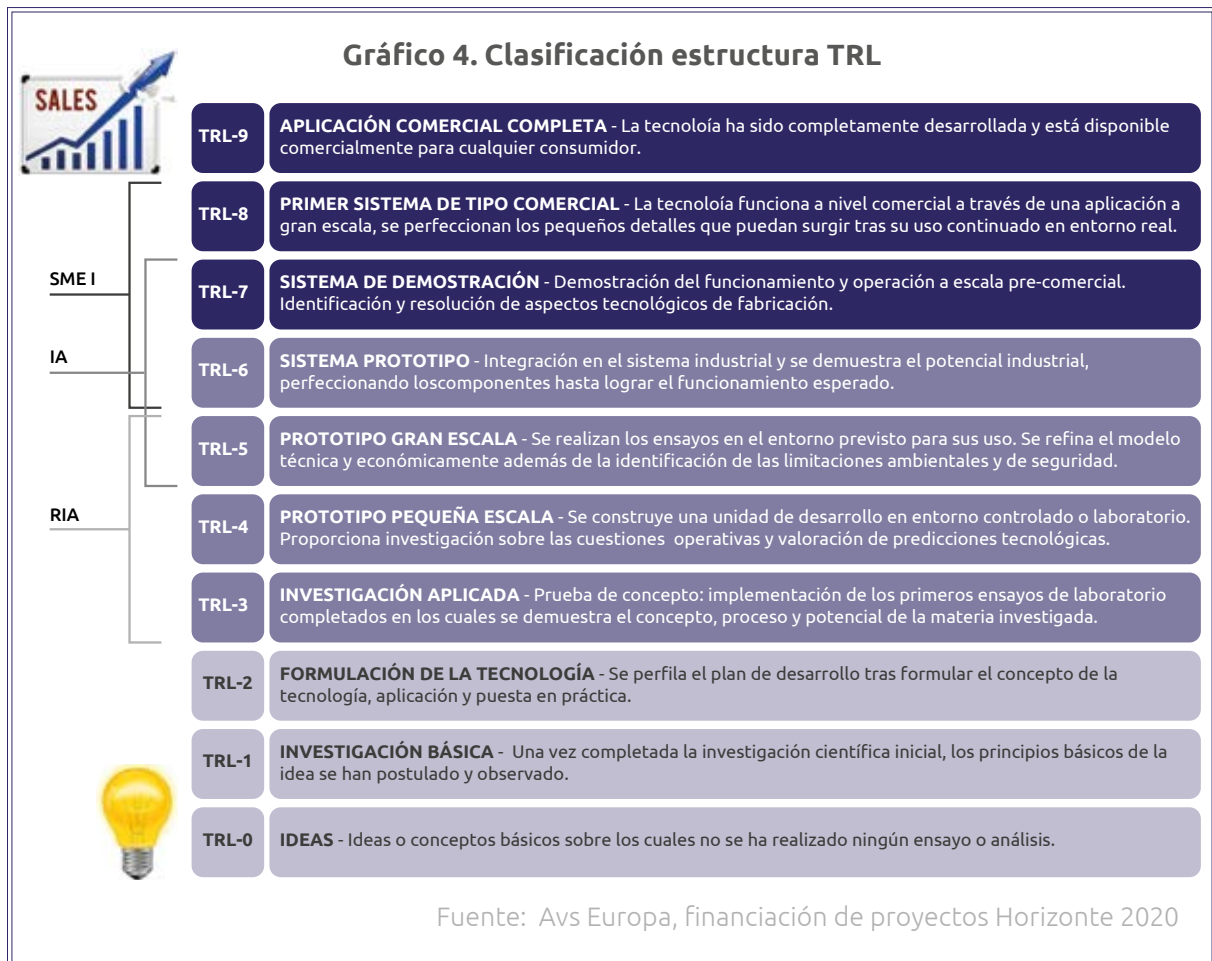 Gráfico 4. Clasificación estructura TRL
SALES
TRL-9
APLICACIÓN COMERCIAL COMPLETA - La tecnoloía ha sido completamente desarrollada y está disponible
comercialmente para cualquier consumidor.
TRL-8
PRIMER SISTEMA DE TIPO COMERCIAL - La tecnoloía funciona a nivel comercial a través de una aplicación a
gran escala, se perfeccionan los pequeños detalles que puedan surgir tras su uso continuado en entorno real.
SME I
TRL-7
SISTEMA DE DEMOSTRACIÓN - Demostración del funcionamiento y operación a escala pre-comercial.
Identificación y resolución de aspectos tecnológicos de fabricación.
IA
TRL-6
SISTEMA PROTOTIPO - Integración en el sistema industrial y se demuestra el potencial industrial,
perfeccionando loscomponentes hasta lograr el funcionamiento esperado.
TRL-5
PROTOTIPO GRAN ESCALA - Se realizan los ensayos en el entorno previsto para sus uso. Se refina el modelo
técnica y económicamente además de la identificación de las limitaciones ambientales y de seguridad.
RIA
TRL-4
PROTOTIPO PEQUEÑA ESCALA - Se construye una unidad de desarrollo en entorno controlado o laboratorio.
Proporciona investigación sobre las cuestiones operativas y valoración de predicciones tecnológicas.
TRL-3
INVESTIGACIÓN APLICADA - Prueba de concepto: implementación de los primeros ensayos de laboratorio
completados en los cuales se demuestra el concepto, proceso y potencial de la materia investigada.
TRL-2
FORMULACIÓN DE LA TECNOLOGÍA - Se perfila el plan de desarrollo tras formular el concepto de la
tecnología, aplicación y puesta en práctica.
TRL-1
INVESTIGACIÓN BÁSICA - Una vez completada la investigación científica inicial, los principios básicos de la
idea se han postulado y observado.
TRL-0
IDEAS - Ideas o conceptos básicos sobre los cuales no se ha realizado ningún ensayo o análisis.
Fuente: Avs Europa, financiación de proyectos Horizonte 2020